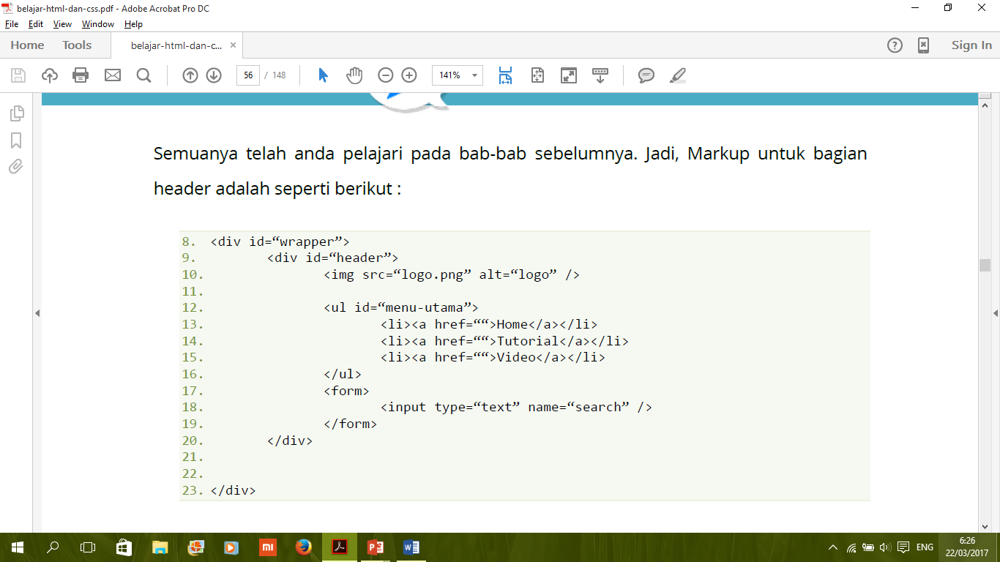 belajar-html-dan-css.pdf - Adobe Acrobat Pro DC
File Edit View Window Help
Home Tools belajar-html-dan-c... × Sign In
56 / 148 141%
Semuanya telah anda pelajari pada bab-bab sebelumnya. Jadi, Markup untuk bagian
header adalah seperti berikut :
8. <div id=“wrapper”>
9. <div id=“header”>
10. <img src=“logo.png” alt=“logo” />
11.
12. <ul id=“menu-utama”>
13. <li><a href=““>Home</a></li>
14. <li><a href=““>Tutorial</a></li>
15. <li><a href=““>Video</a></li>
16. </ul>
17. <form>
18. <input type=“text” name=“search” />
19. </form>
20. </div>
21.
22.
23. </div>
ENG
6:26
22/03/2017